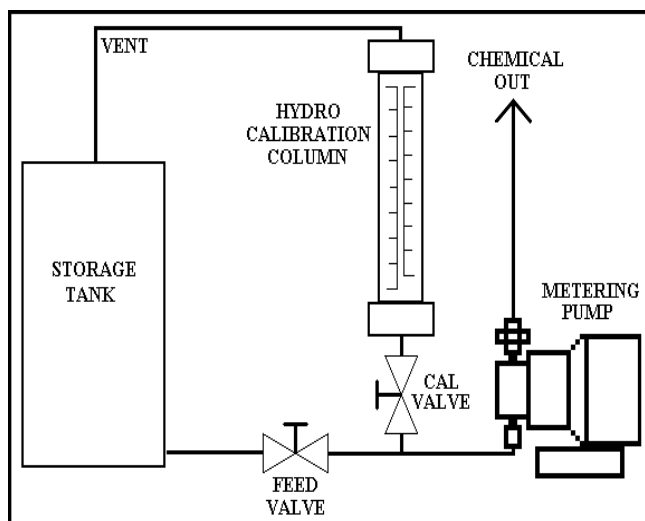 VENT
HYDRO
CALIBRATION
COLUMN
CHEMICAL
OUT
STORAGE
TANK
METERING
PUMP
CAL
VALVE
FEED
VALVE